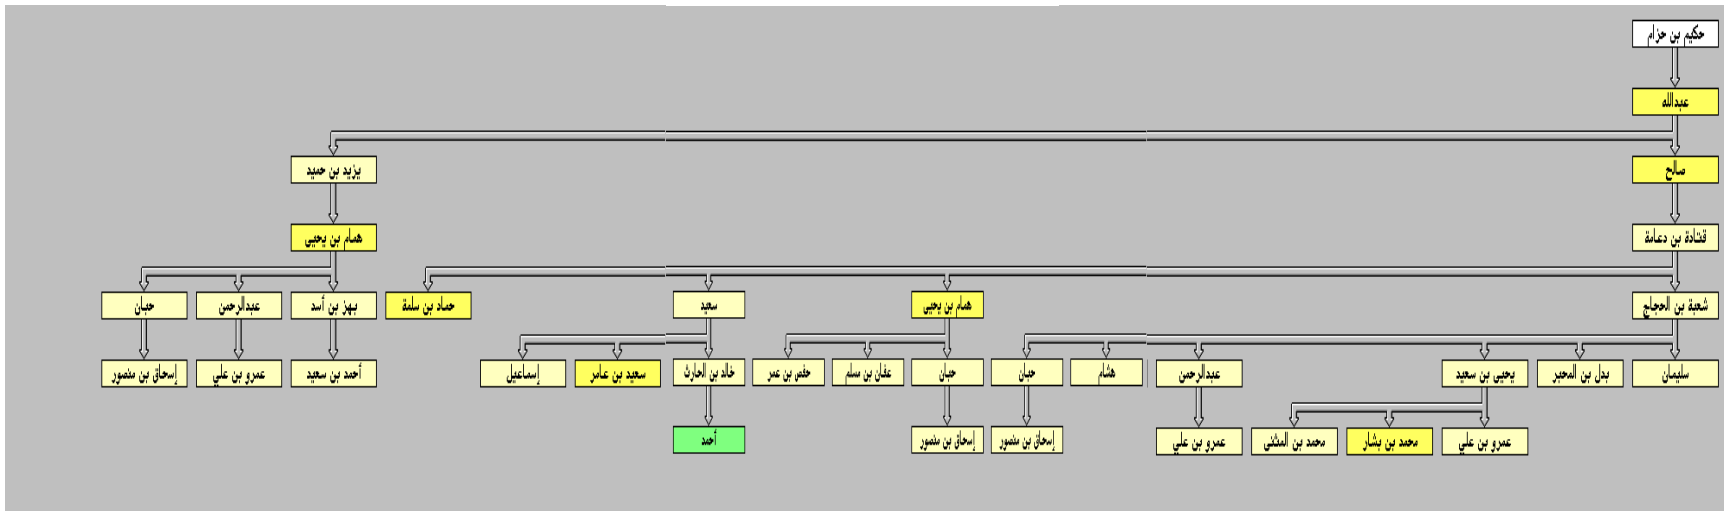 حكيم بن حزام
عبدالله
صالح
يزيد بن حميد
قتادة بن دعامة
همام بن يحيى
شعبة بن الحجاج
همام بن يحيى
سعيد
حماد بن سلمة
بهز بن أسد
عبدالرحمن
حبان
سليمان
بدل بن المحبر
يحيى بن سعيد
عبدالرحمن
هشام
حبان
حبان
عفان بن مسلم
حفص بن عمر
خالد بن الحارث
سعيد بن عامر
إسماعيل
أحمد بن سعيد
عمرو بن علي
إسحاق بن منصور
عمرو بن علي
محمد بن بشار
محمد بن المثنى
عمرو بن علي
إسحاق بن منصور
إسحاق بن منصور
أحمد